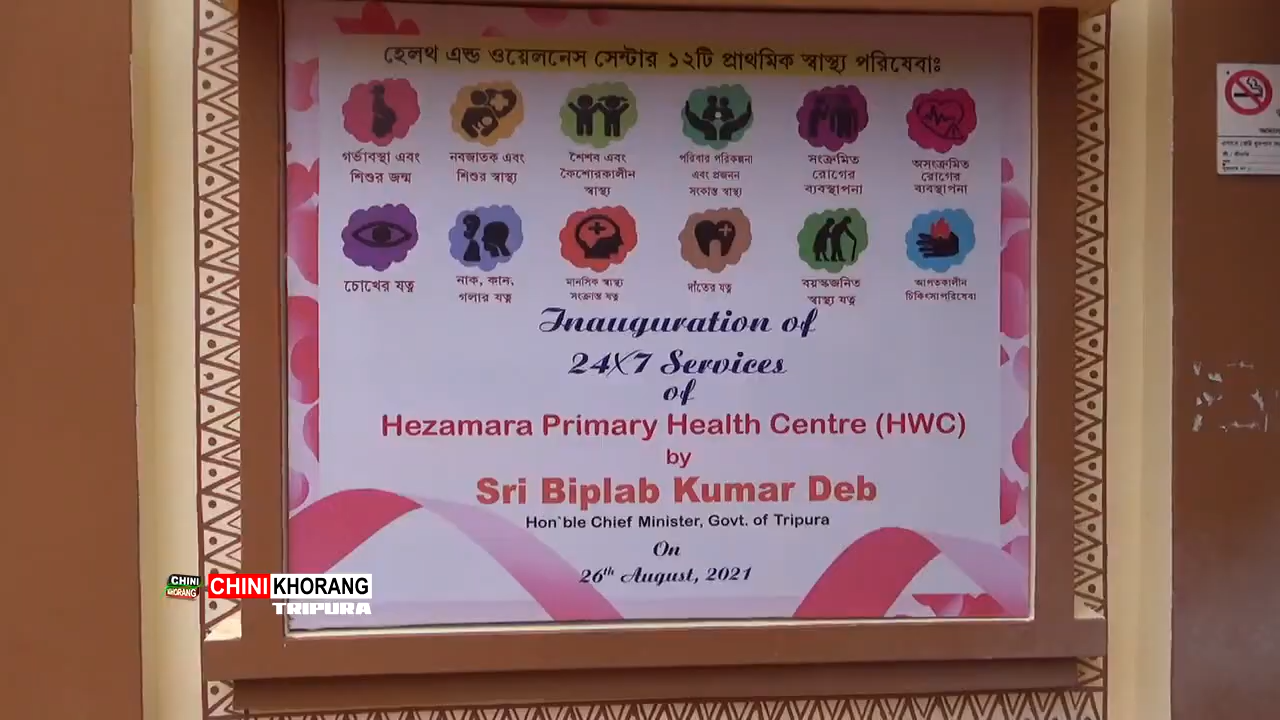 হেলথ এন্ড ওয়েলনেস সেন্টার ১২টি প্রাথমিক স্বাস্থ্য পরিষেবাঃ
গর্ভাবস্থা এবং
শিশুর জন্ম
নবজাতক এবং
শিশুর স্বাস্থ্য
শৈশব এবং
কৈশোরকালীন
স্বাস্থ্য
পরিবার পরিকল্পনা
এবং প্রজনন
সংক্রান্ত স্বাস্থ্য
সংক্রমিত
রোগের
ব্যবস্থাপনা
অসংক্রমিত
রোগের
ব্যবস্থাপনা
চোখের যত্ন
নাক, কান,
গলার যত্ন
মানসিক স্বাস্থ্য
সংক্রান্ত যত্ন
দাঁতের যত্ন
বয়স্কজনিত
স্বাস্থ্য যত্ন
আপতকালীন
চিকিৎসা পরিষেবা
Inauguration of
24X7 Services
of
Hezamara Primary Health Centre (HWC)
by
Sri Biplab Kumar Deb
Hon`ble Chief Minister, Govt. of Tripura
On
26th August, 2021
CHINI
KHORANG
CHINI KHORANG
TRIPURA